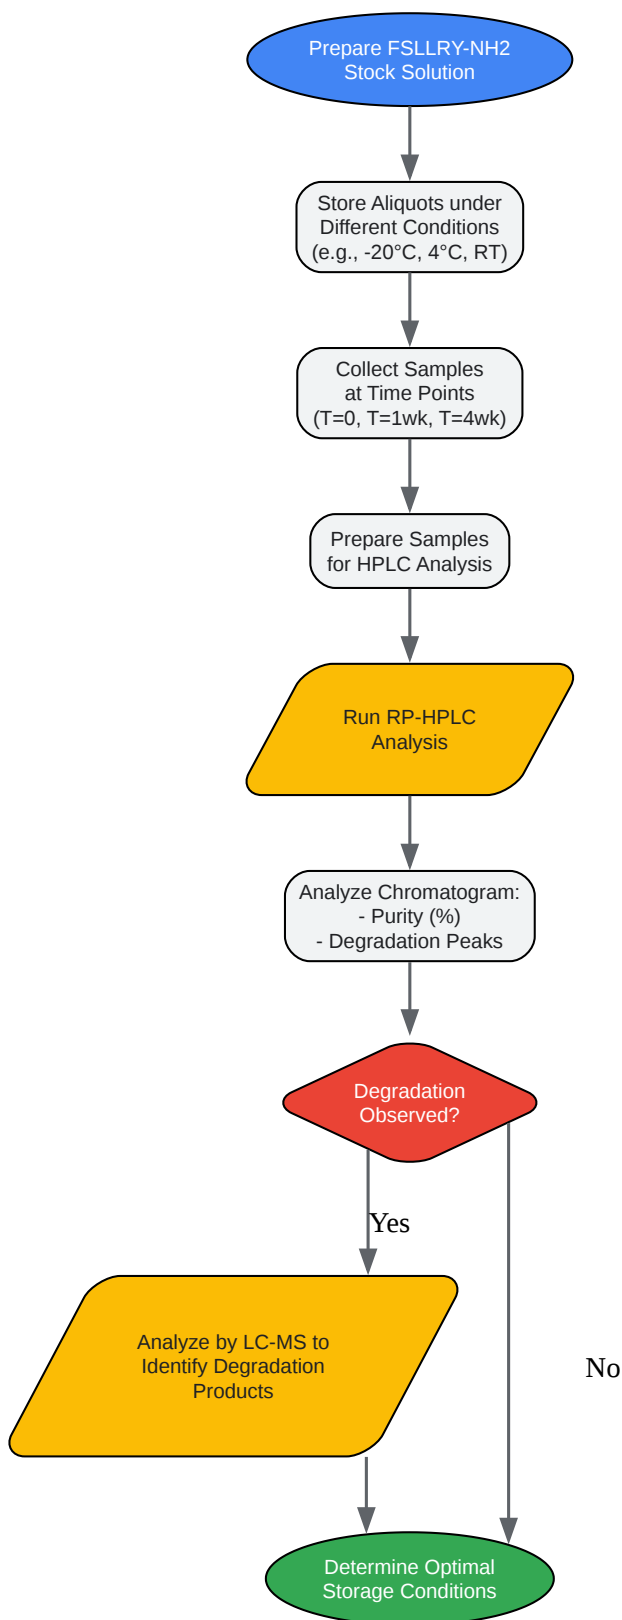 Prepare FSLLRY-NH2
Stock Solution
Store Aliquots under
Different Conditions
(e.g., -20°C, 4°C, RT)
Collect Samples
at Time Points
(T=0, T=1wk, T=4wk)
Prepare Samples
for HPLC Analysis
Run RP-HPLC
Analysis
Analyze Chromatogram:
- Purity (%)
- Degradation Peaks
Degradation
Observed?
Yes
Analyze by LC-MS to
Identify Degradation
Products
No
Determine Optimal
Storage Conditions